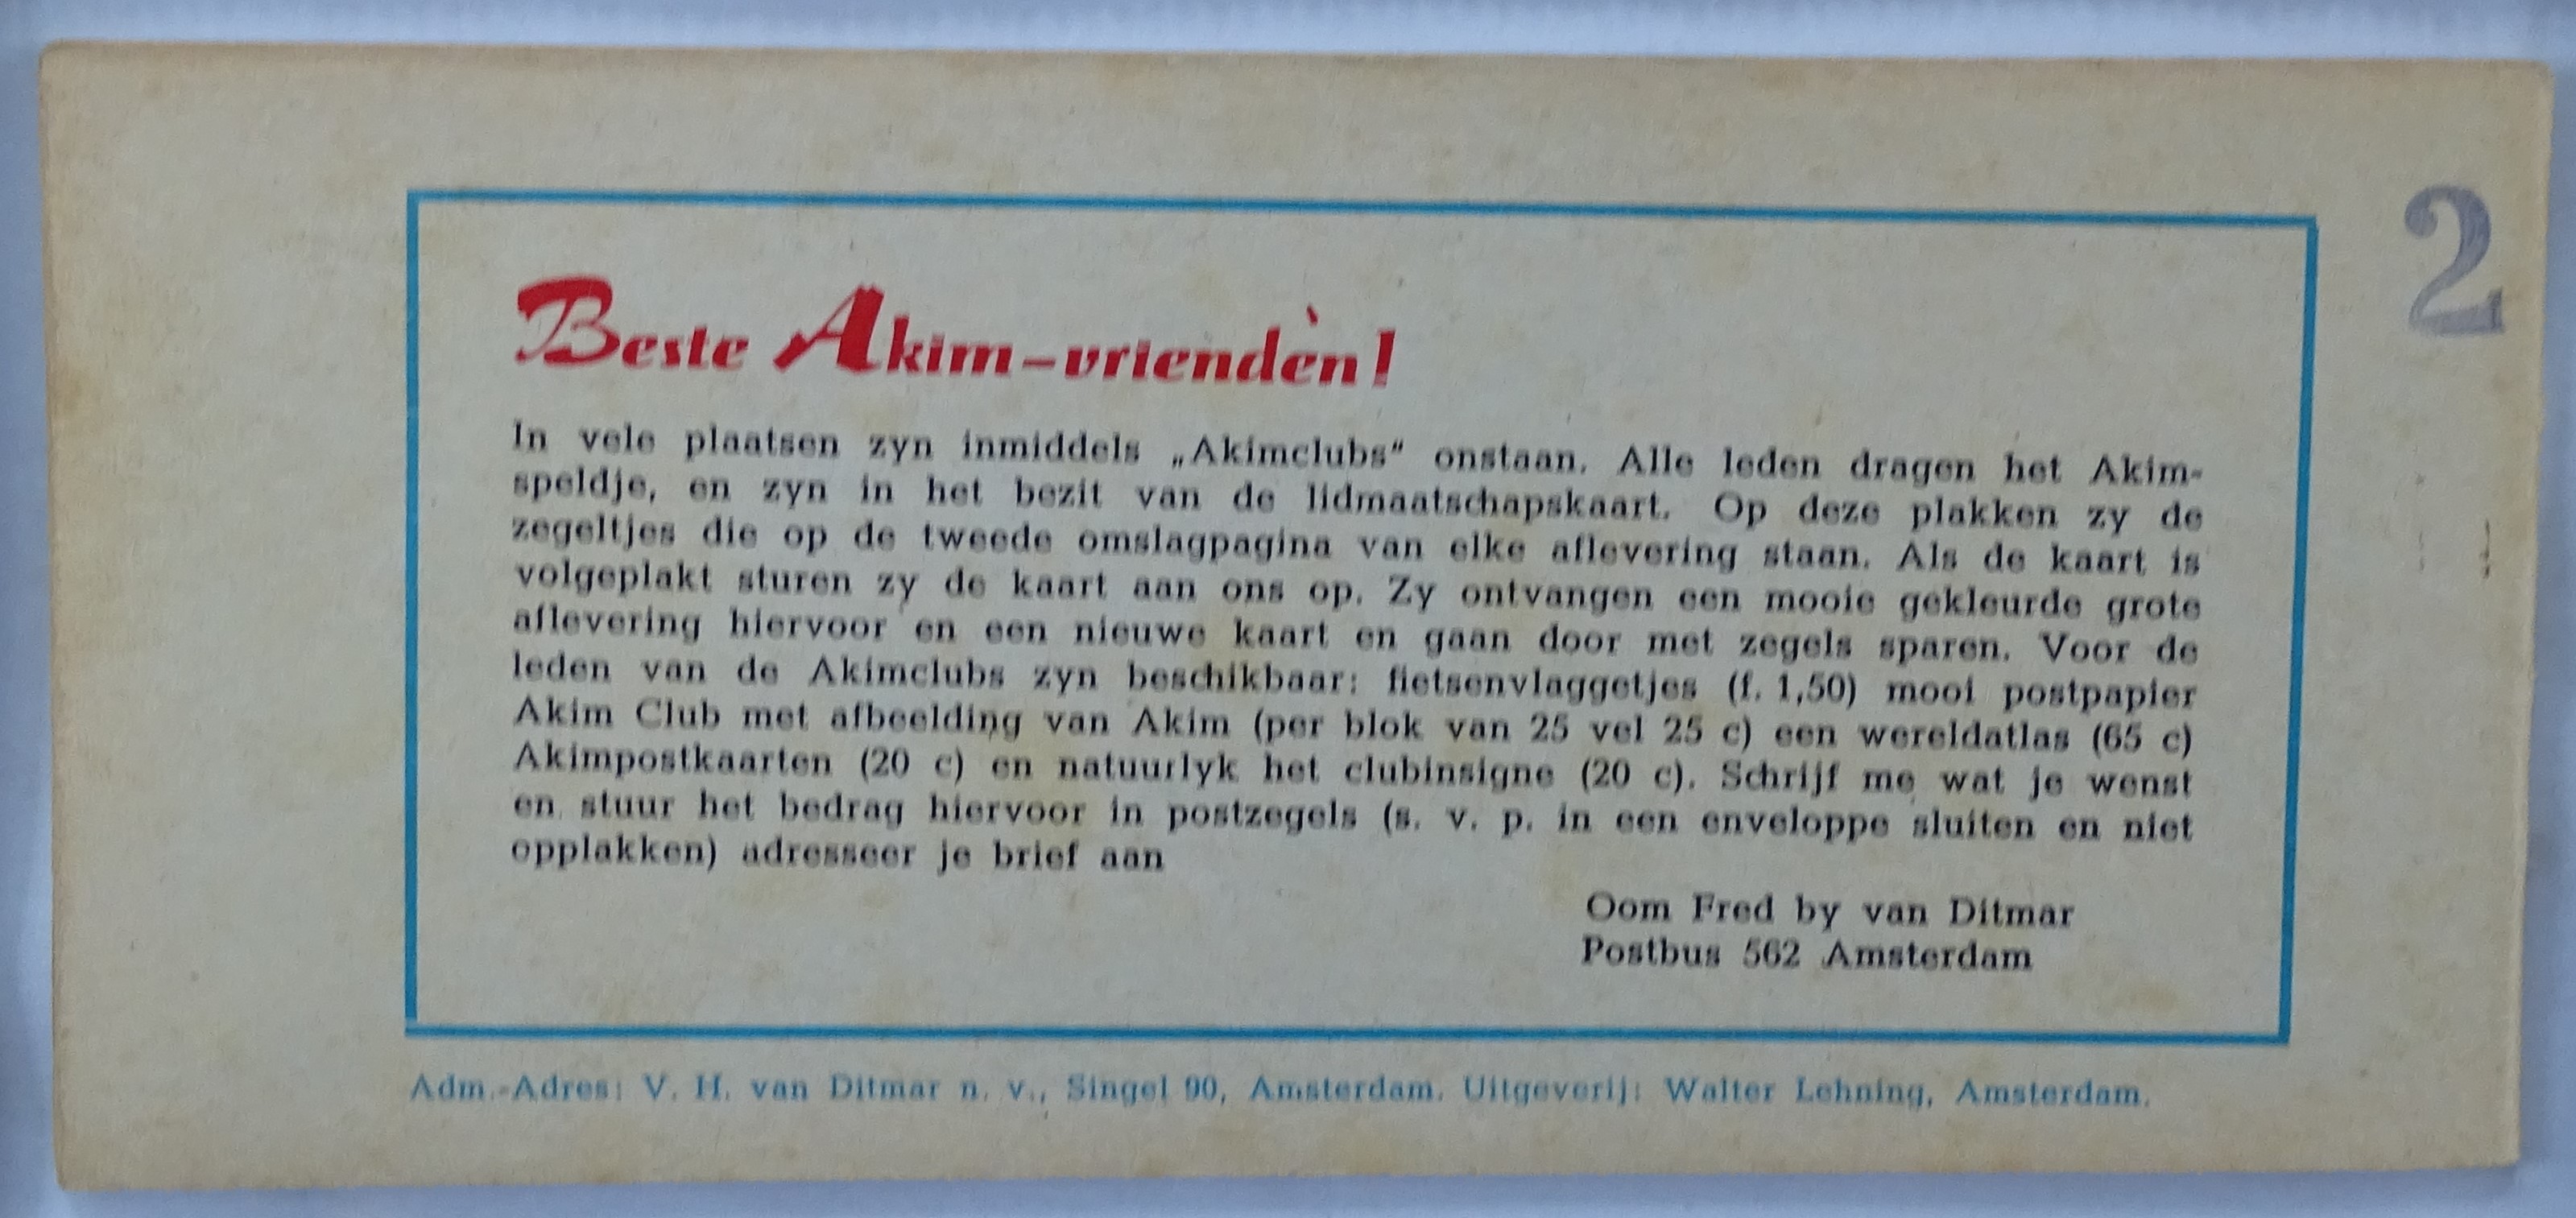 Beste Akim-vrienden!
2
In vele plaatsen zyn inmiddels „Akimclubs“ onstaan. Alle leden dragen het Akim-
speldje, en zyn in het bezit van de lidmaatschapskaart. Op deze plakken zy de
zegeltjes die op de tweede omslagpagina van elke aflevering staan. Als de kaart is
volgeplakt sturen zy de kaart aan ons op. Zy ontvangen een mooie gekleurde grote
aflevering hiervoor en een nieuwe kaart en gaan door met zegels sparen. Voor de
leden van de Akimclubs zyn beschikbaar: fietsenvlaggetjes (f. 1,50) mooi postpapier
Akim Club met afbeelding van Akim (per blok van 25 vel 25 c) een wereldatlas (65 c)
Akimpostkaarten (20 c) en natuurlyk het clubinsigne (20 c). Schrijf me wat je wenst
en stuur het bedrag hiervoor in postzegels (s. v. p. in een enveloppe sluiten en niet
opplakken) adresseer je brief aan
Oom Fred by van Ditmar
Postbus 562 Amsterdam
Adm.-Adres: V. H. van Ditmar n. v., Singel 90, Amsterdam. Uitgeverij: Walter Lehning, Amsterdam.